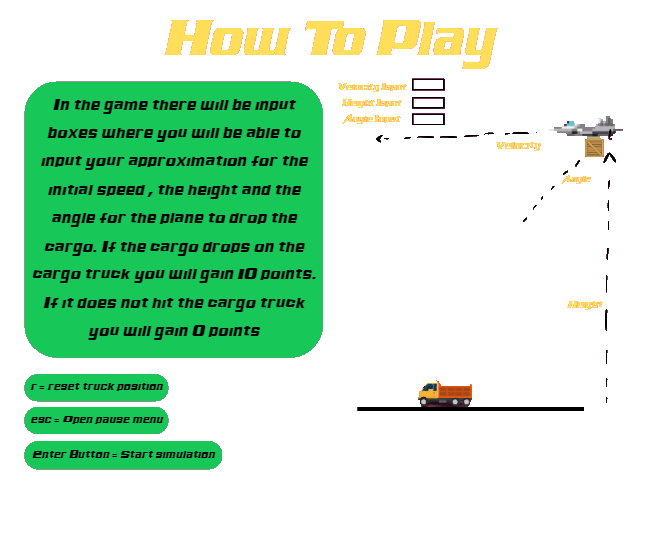 How To Play
In the game there will be input
boxes where you will be able to
input your approximation for the
initial speed , the height and the
angle for the plane to drop the
cargo. If the cargo drops on the
cargo truck you will gain 10 points.
If it does not hit the cargo truck
you will gain 0 points
r = reset truck position
esc = Open pause menu
Enter Button = Start simulation
Velocity Input
Height Input
Angle Input
Velocity
Angle
Height